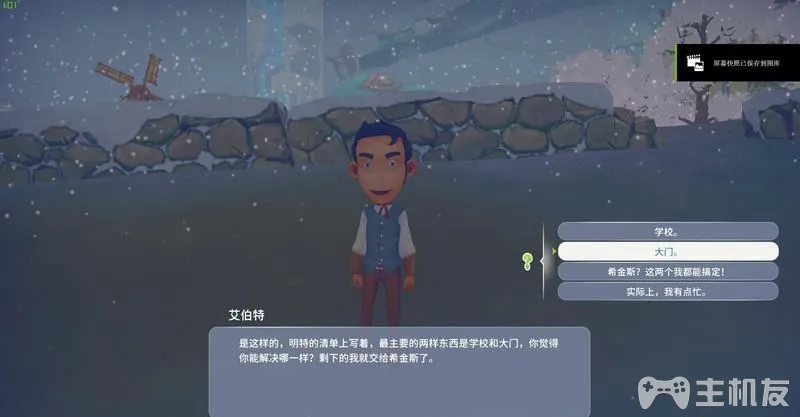 101
屏幕快照已保存到图库
学校。
大门。
希金斯？这两个我都能搞定！
实际上，我有点忙。
艾伯特
是这样的，明特的清单上写着，最主要的两样东西是学校和大门，你觉得
你能解决哪一样？剩下的我就交给希金斯了。
主机友